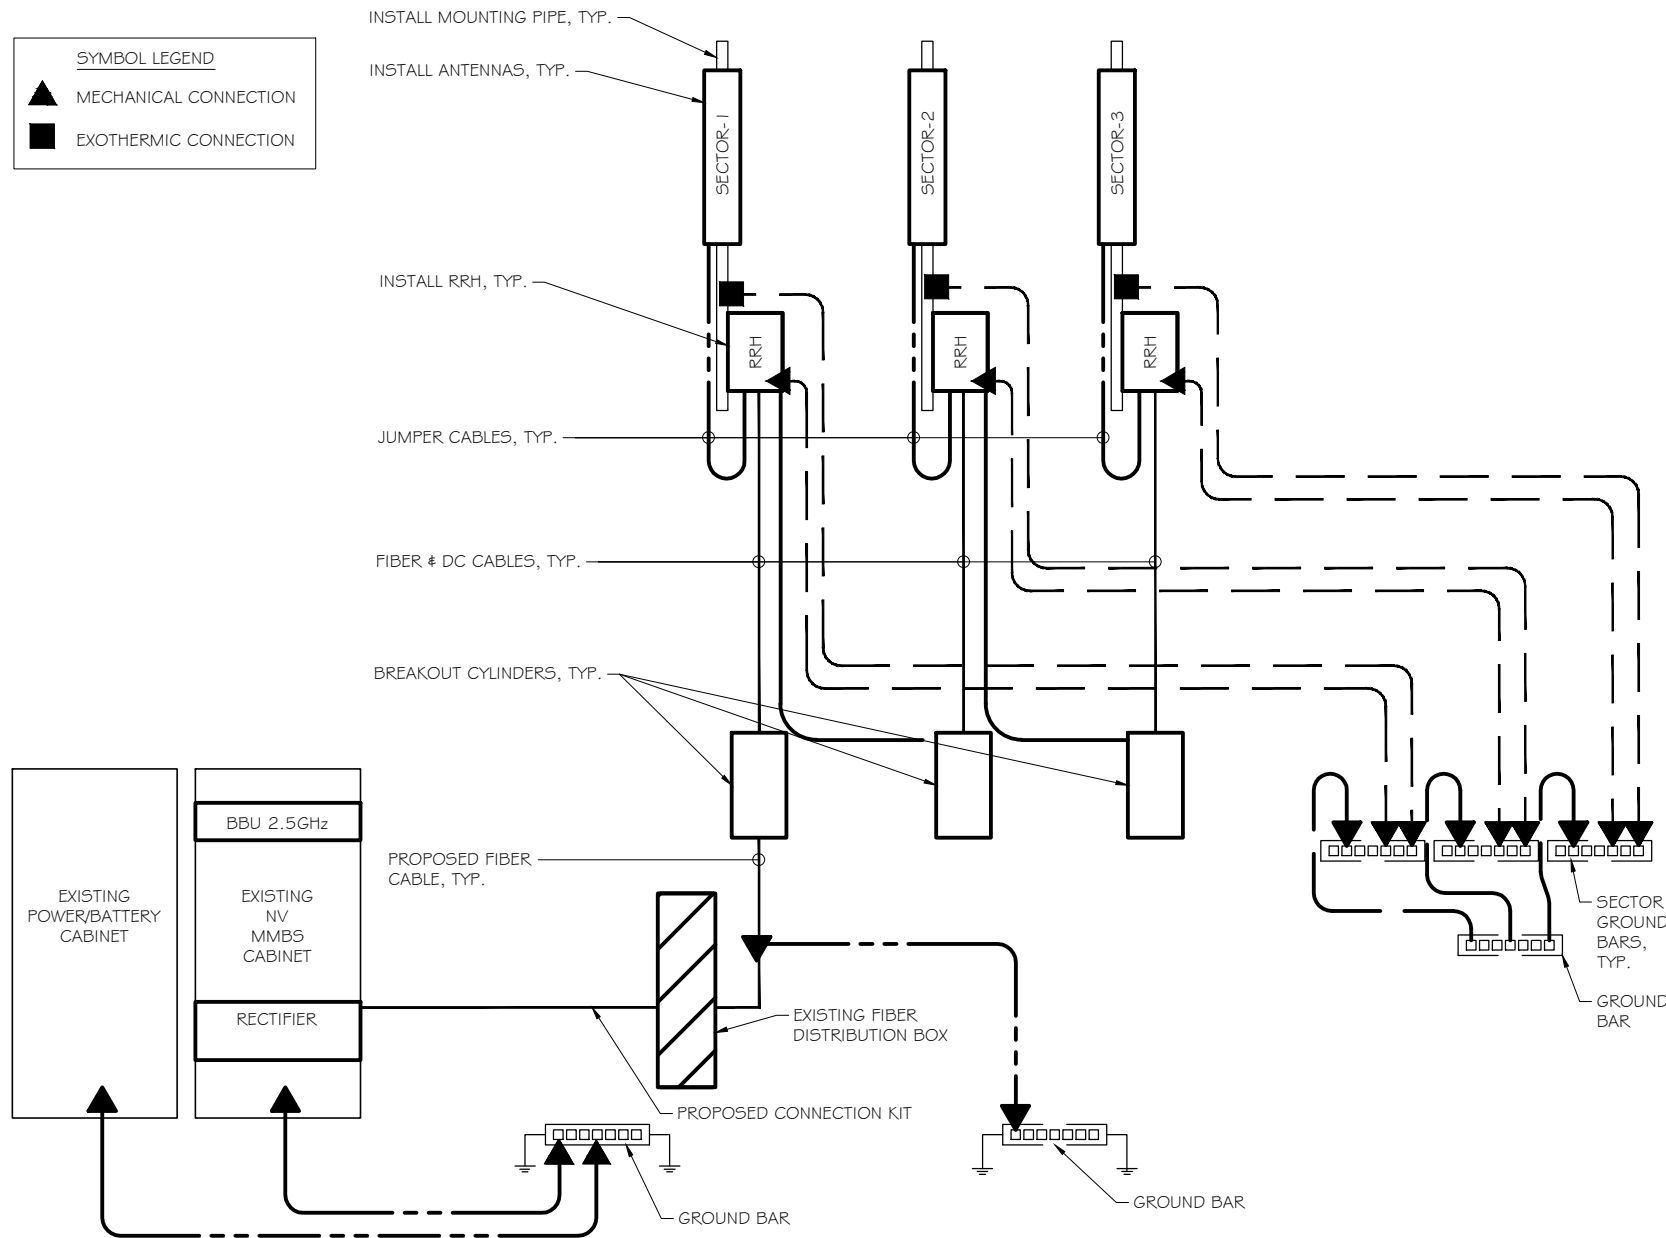 INSTALL MOUNTING PIPE, TYP.
SYMBOL LEGEND
INSTALL ANTENNAS, TYP.
MECHANICAL CONNECTION
EXOTHERMIC CONNECTION
SECTOR-1
SECTOR-2
SECTOR-3
INSTALL RRH, TYP.
RRH
RRH
RRH
JUMPER CABLES, TYP.
FIBER & DC CABLES, TYP.
BREAKOUT CYLINDERS, TYP.
BBU 2.5GHz
PROPOSED FIBER
CABLE, TYP.
EXISTING
POWER/BATTERY
CABINET
EXISTING
NV
MMBS
CABINET
SECTOR
GROUND
BARS,
TYP.
RECTIFIER
EXISTING FIBER
DISTRIBUTION BOX
GROUND
BAR
PROPOSED CONNECTION KIT
GROUND BAR
GROUND BAR